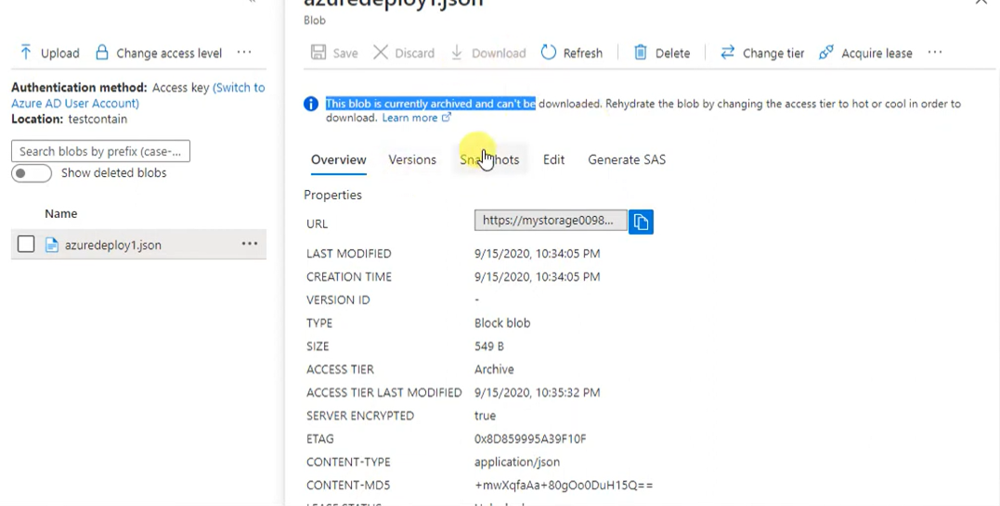 azuredeploy1.json
Blob
Upload Change access level ...
Save Discard Download Refresh Delete Change tier Acquire lease ...
Authentication method: Access key (Switch to
Azure AD User Account)
Location: testcontain
This blob is currently archived and can't be downloaded. Rehydrate the blob by changing the access tier to hot or cool in order to
download. Learn more
Search blobs by prefix (case-...
Show deleted blobs
Overview Versions Snapshots Edit Generate SAS
Name
azuredeploy1.json ...
Properties
URL https://mystorage0098...
LAST MODIFIED 9/15/2020, 10:34:05 PM
CREATION TIME 9/15/2020, 10:34:05 PM
VERSION ID -
TYPE Block blob
SIZE 549 B
ACCESS TIER Archive
ACCESS TIER LAST MODIFIED 9/15/2020, 10:35:32 PM
SERVER ENCRYPTED true
ETAG 0x8D859995A39F10F
CONTENT-TYPE application/json
CONTENT-MD5 +mwXqfaAa+80gOo0DuH15Q==